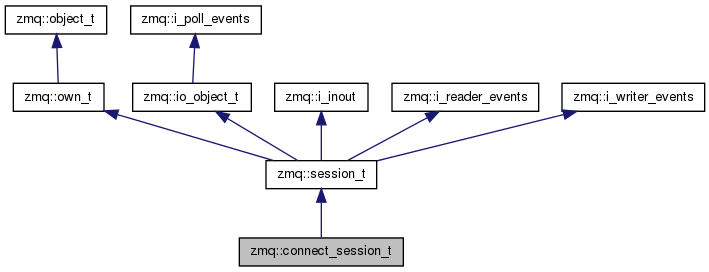 zmq::object_t
zmq::i_poll_events
zmq::own_t
zmq::io_object_t
zmq::i_inout
zmq::i_reader_events
zmq::i_writer_events
zmq::session_t
zmq::connect_session_t